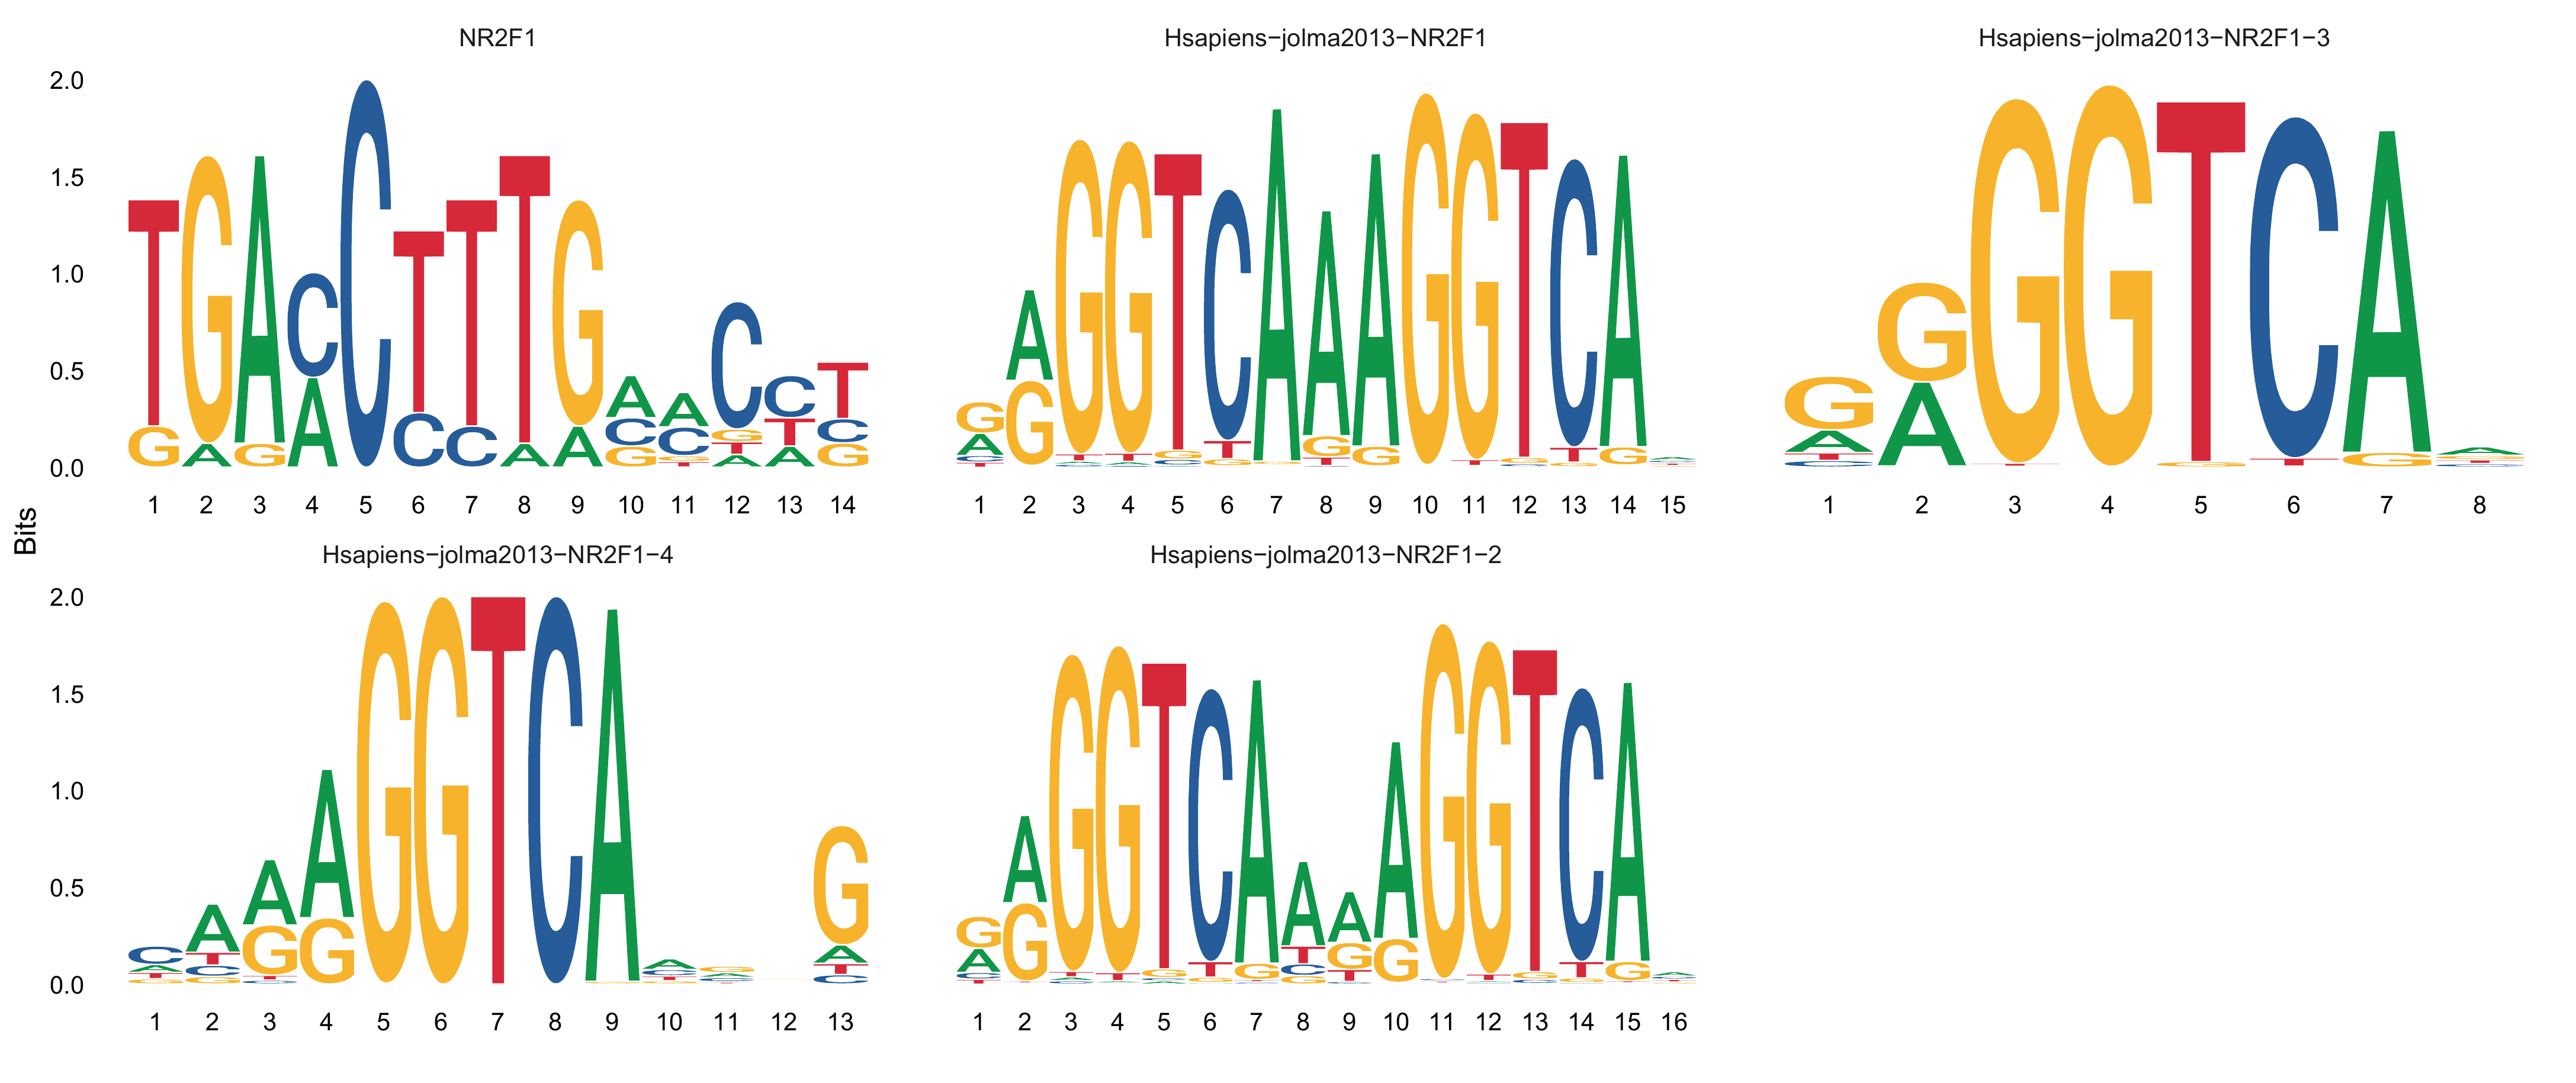 NR2F1
Hsapiens−jolma2013−NR2F1
Hsapiens−jolma2013−NR2F1−3
2.0
1.5
1.0
0.5
0.0
1 2 3 4 5 6 7 8 9 10 11 12 13 14
1 2 3 4 5 6 7 8 9 10 11 12 13 14 15
1 2 3 4 5 6 7 8
Bits
Hsapiens−jolma2013−NR2F1−4
Hsapiens−jolma2013−NR2F1−2
2.0
1.5
1.0
0.5
0.0
1 2 3 4 5 6 7 8 9 10 11 12 13
1 2 3 4 5 6 7 8 9 10 11 12 13 14 15 16